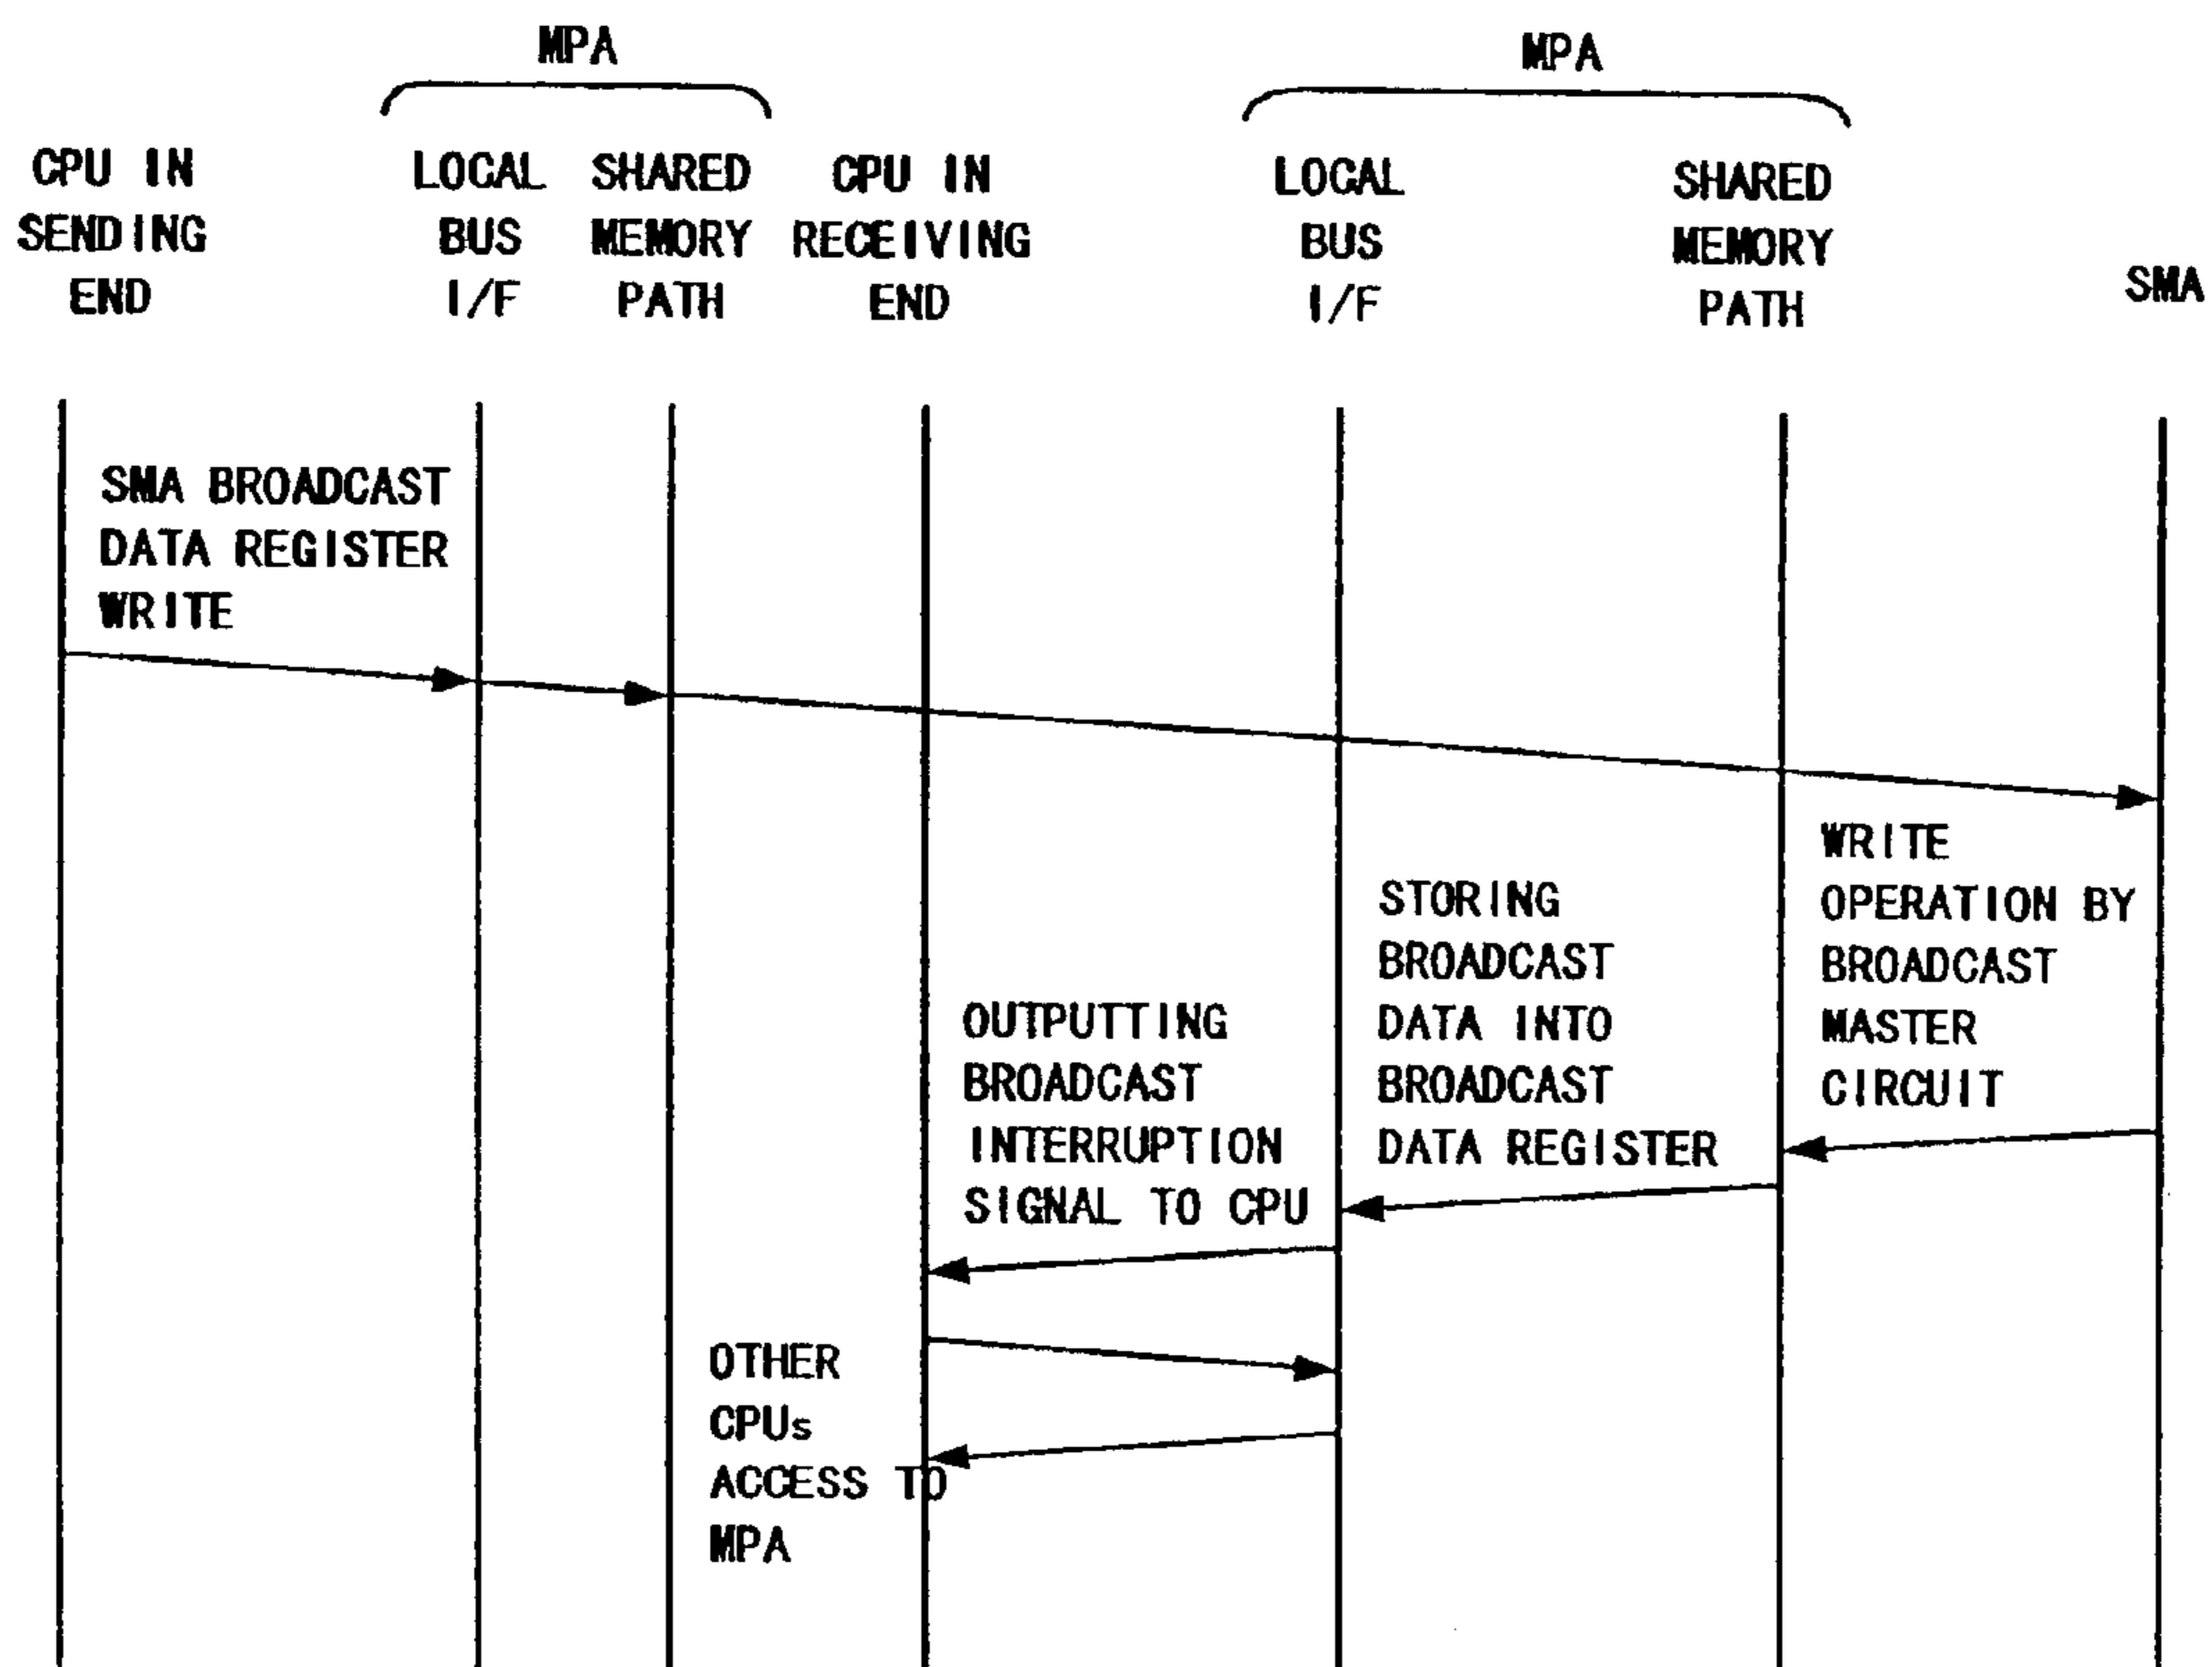 MPA
MPA
CPU IN
SENDING
END
LOCAL
BUS
I/F
SHARED
MEMORY
PATH
CPU IN
RECEIVING
END
LOCAL
BUS
I/F
SHARED
MEMORY
PATH
SMA
SMA BROADCAST
DATA REGISTER
WRITE
WRITE
OPERATION BY
BROADCAST
MASTER
CIRCUIT
STORING
BROADCAST
DATA INTO
BROADCAST
DATA REGISTER
OUTPUTTING
BROADCAST
INTERRUPTION
SIGNAL TO CPU
OTHER
CPUs
ACCESS TO
MPA